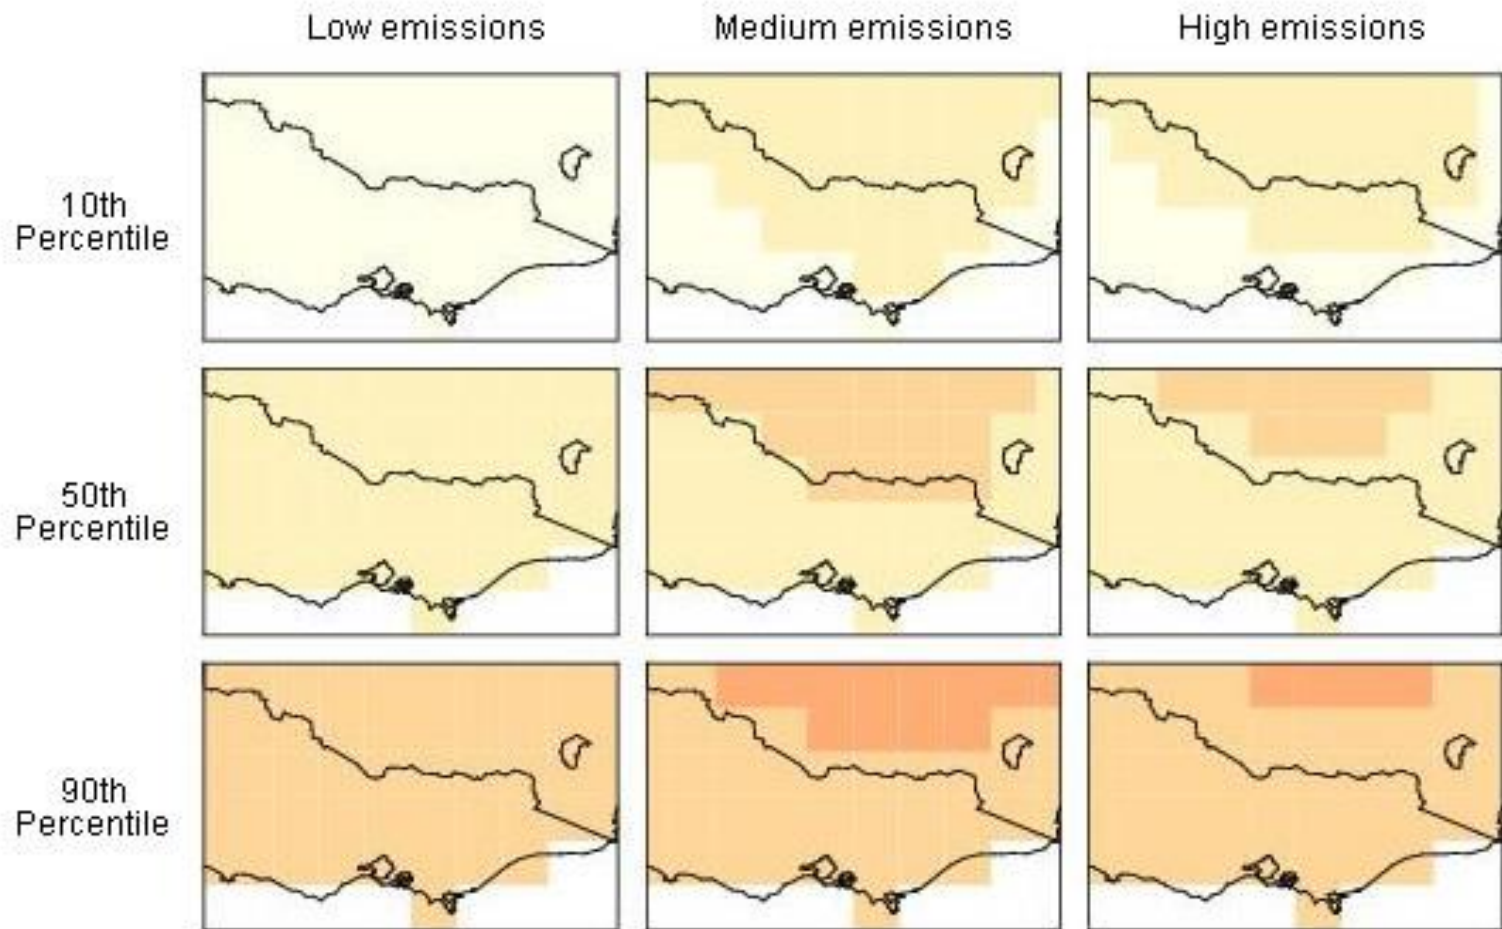 Low emissions
Medium emissions
High emissions
10th
Percentile
50th
Percentile
90th
Percentile